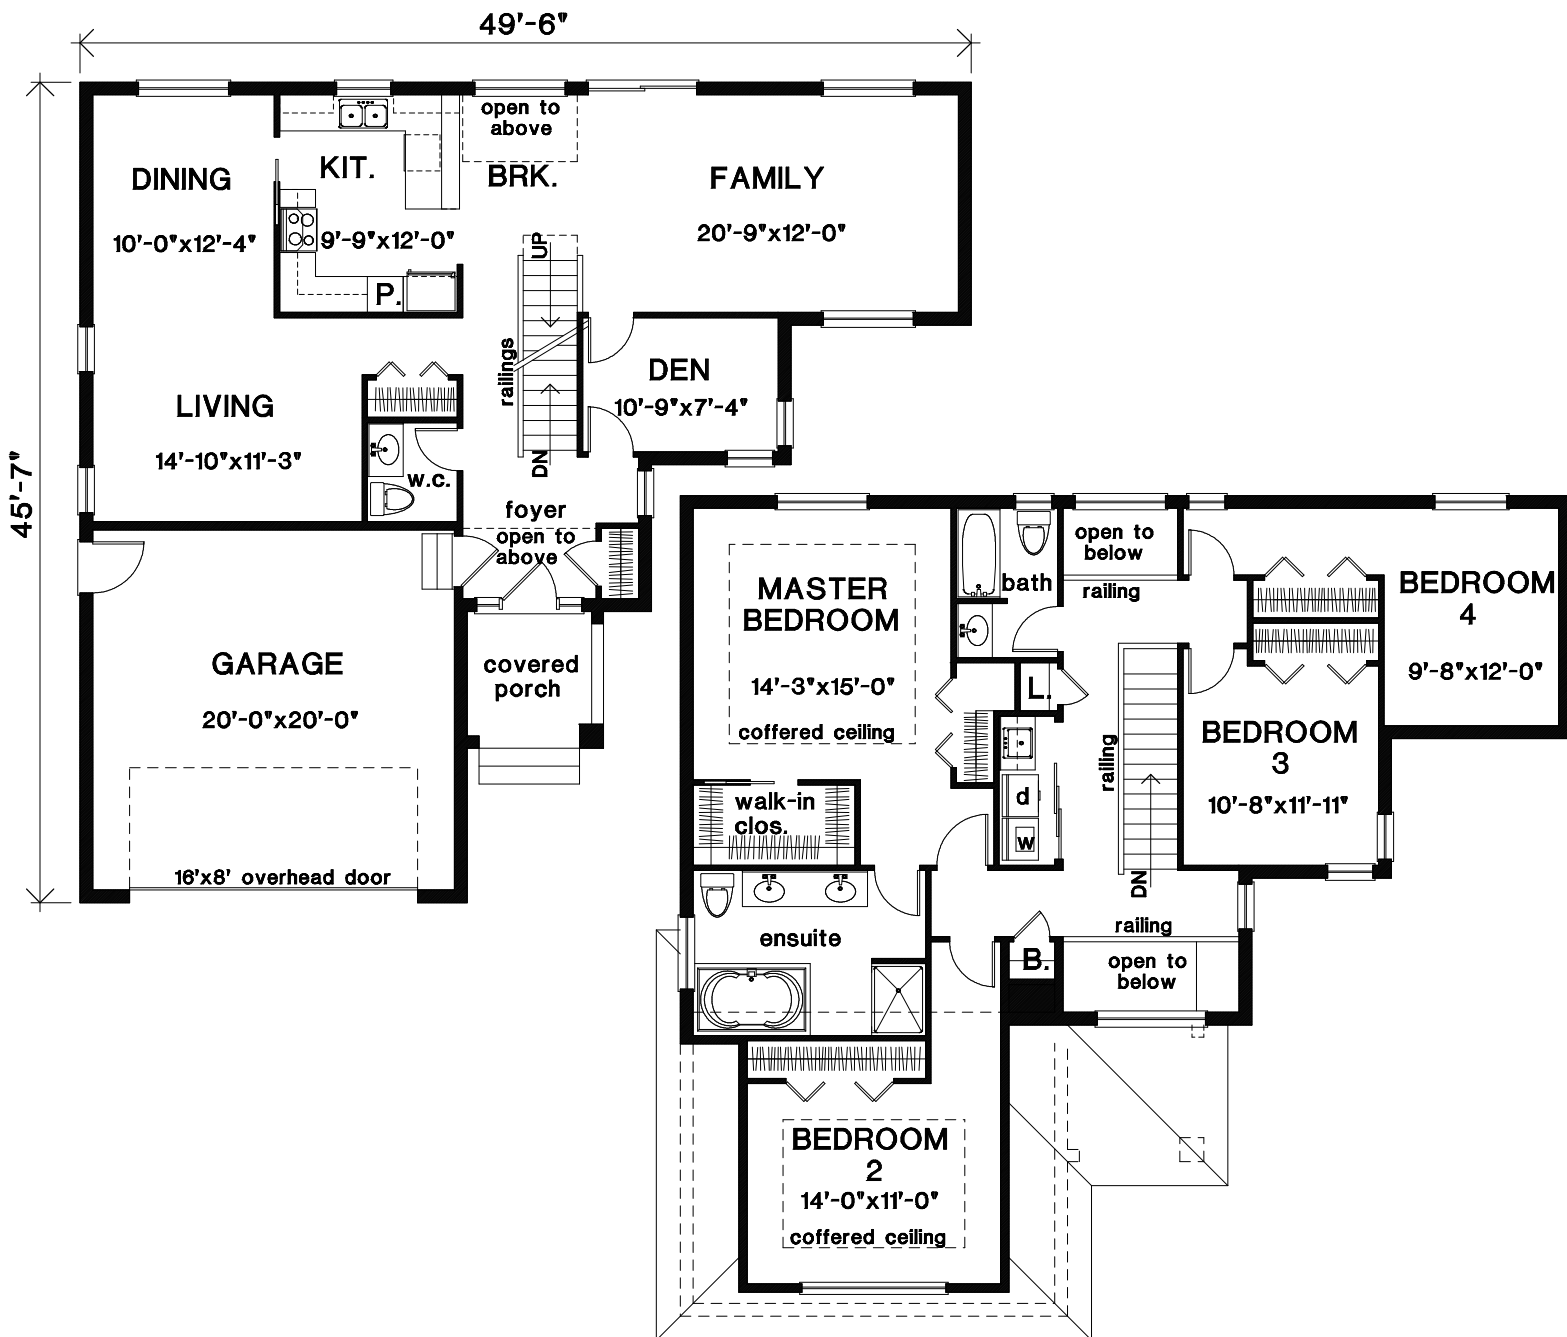 49'-6"
45'-7"
open to
above
DINING
10'-0"x12'-4"
KIT.
9'-9"x12'-0"
BRK.
FAMILY
20'-9"x12'-0"
UP
P.
railings
DEN
10'-9"x7'-4"
LIVING
14'-10"x11'-3"
w.c.
DN
foyer
open to
above
GARAGE
20'-0"x20'-0"
covered
porch
16'x8' overhead door
MASTER
BEDROOM
14'-3"x15'-0"
coffered ceiling
bath
open to
below
railing
BEDROOM
4
9'-8"x12'-0"
L.
BEDROOM
3
10'-8"x11'-11"
railing
walk-in
clos.
d
w
DN
ensuite
railing
B.
open to
below
BEDROOM
2
14'-0"x11'-0"
coffered ceiling